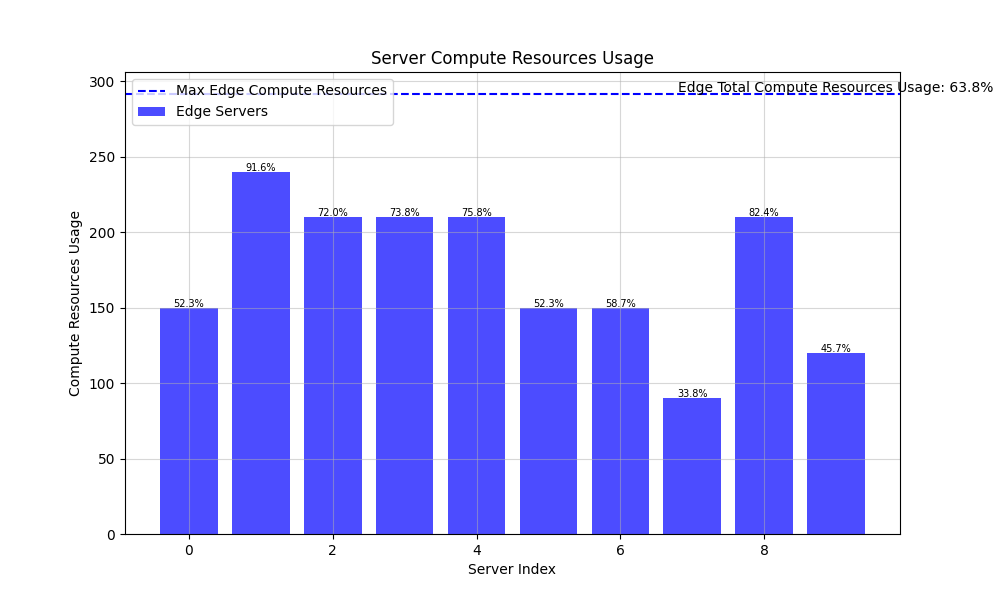 Server Compute Resources Usage
300
250
200
150
100
50
0
Compute Resources Usage
Max Edge Compute Resources
Edge Servers
Edge Total Compute Resources Usage: 63.8%
52.3%
91.6%
72.0%
73.8%
75.8%
52.3%
58.7%
33.8%
82.4%
45.7%
0 2 4 6 8
Server Index